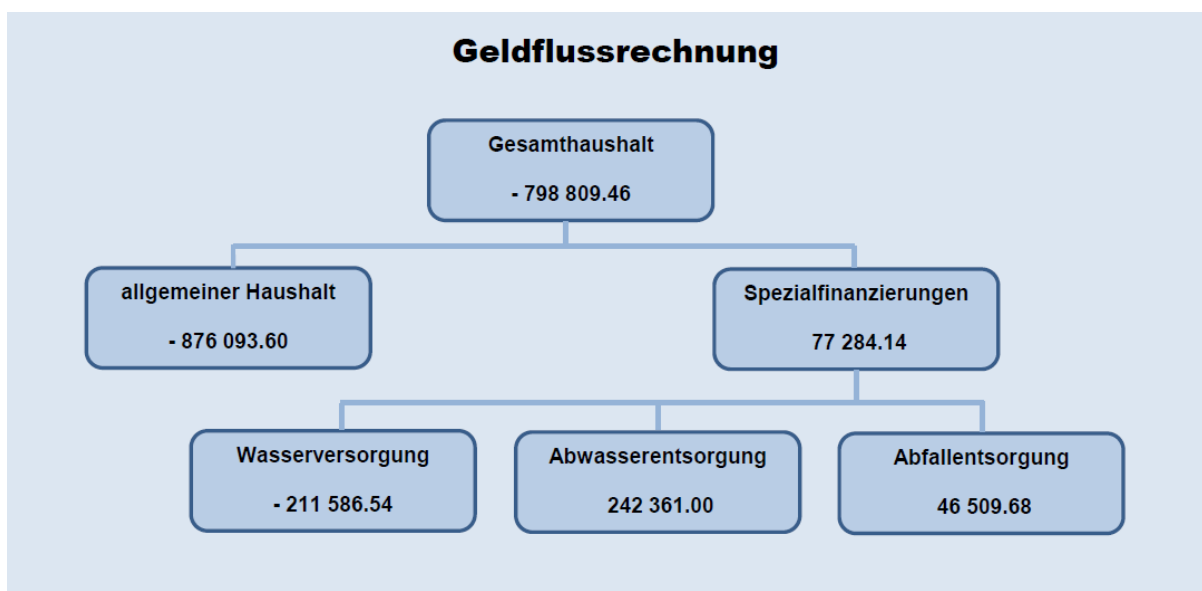 Geldflussrechnung
Gesamthaushalt
- 798 809.46
allgemeiner Haushalt
- 876 093.60
Spezialfinanzierungen
77 284.14
Wasserversorgung
- 211 586.54
Abwasserentsorgung
242 361.00
Abfallentsorgung
46 509.68